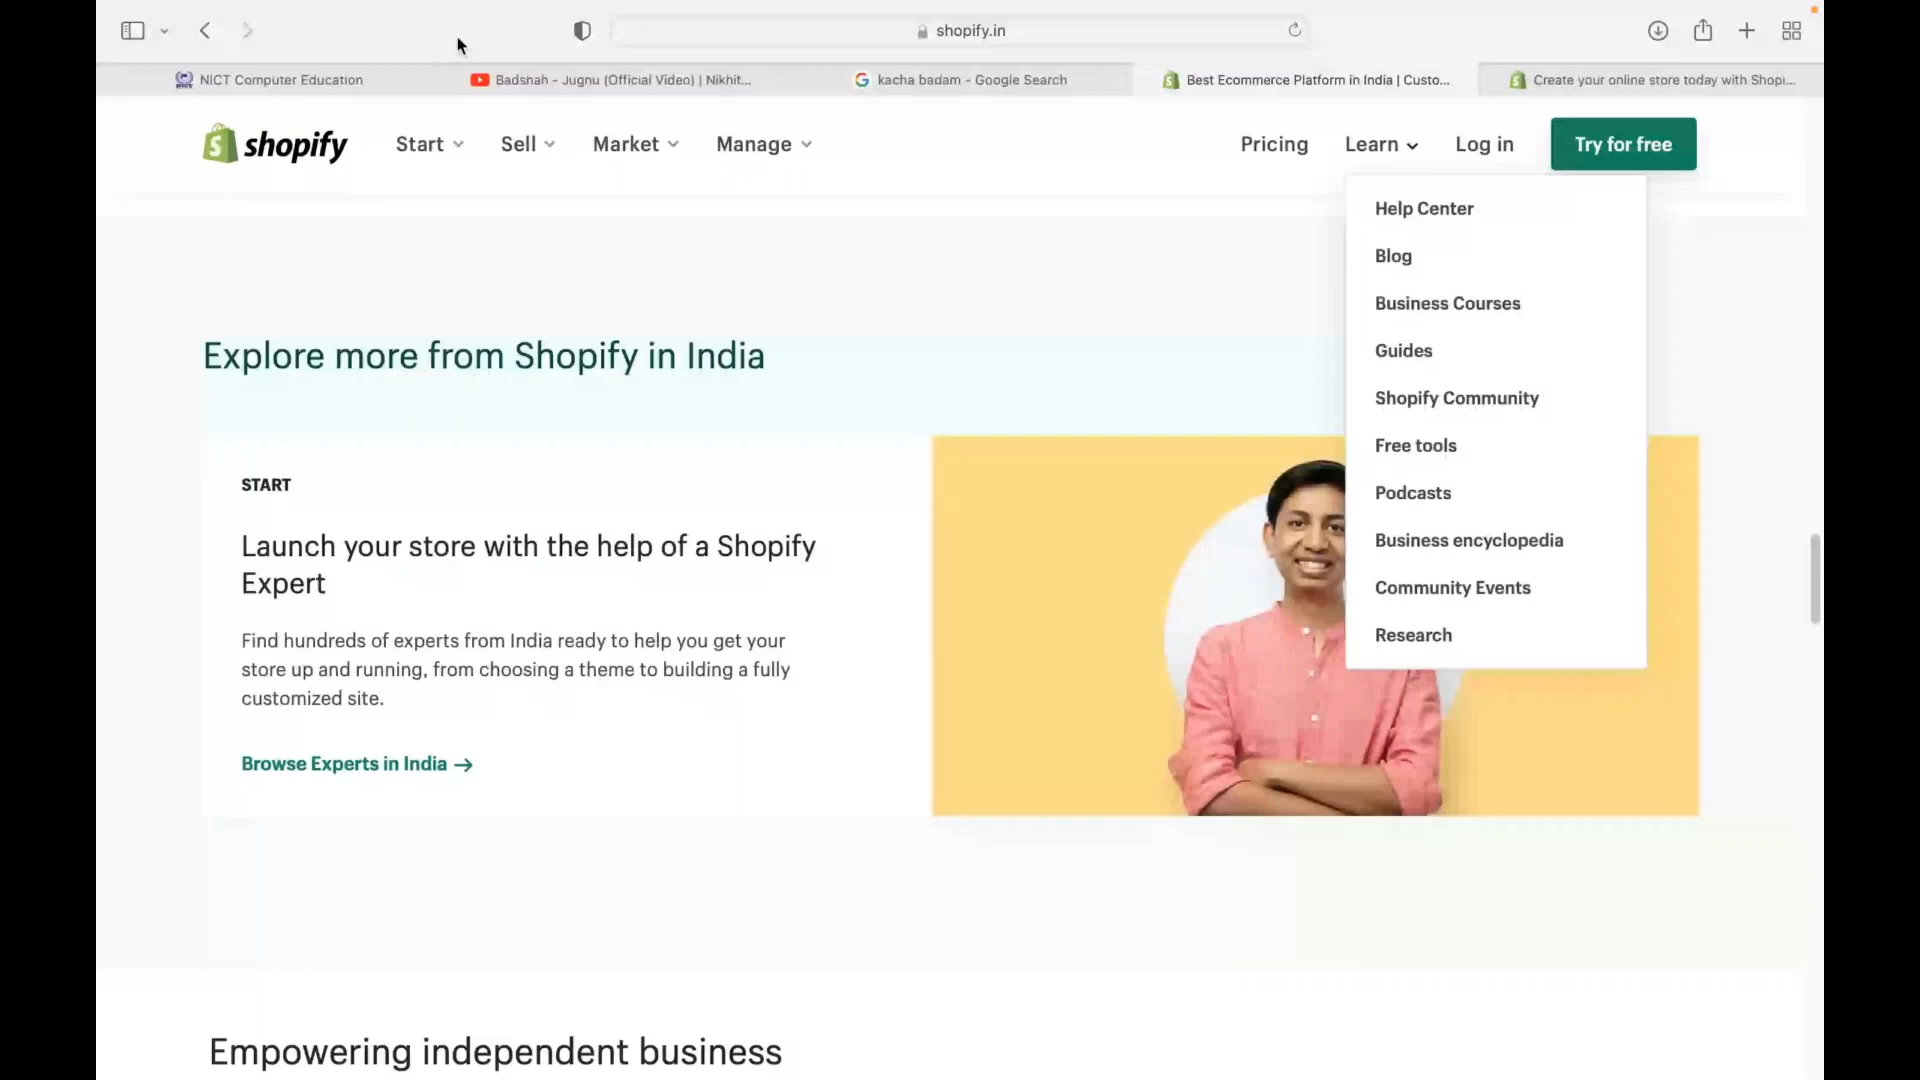 shopify.in
NICT Computer Education
Badshah - Jugnu (Official Video) | Nikhit...
kacha badam - Google Search
Best Ecommerce Platform in India | Custo...
Create your online store today with Shopi...
shopify
Start
Sell
Market
Manage
Pricing
Learn
Log in
Try for free
Help Center
Blog
Business Courses
Guides
Shopify Community
Free tools
Podcasts
Business encyclopedia
Community Events
Research
Explore more from Shopify in India
START
Launch your store with the help of a Shopify
Expert
Find hundreds of experts from India ready to help you get your
store up and running, from choosing a theme to building a fully
customized site.
Browse Experts in India →
Empowering independent business